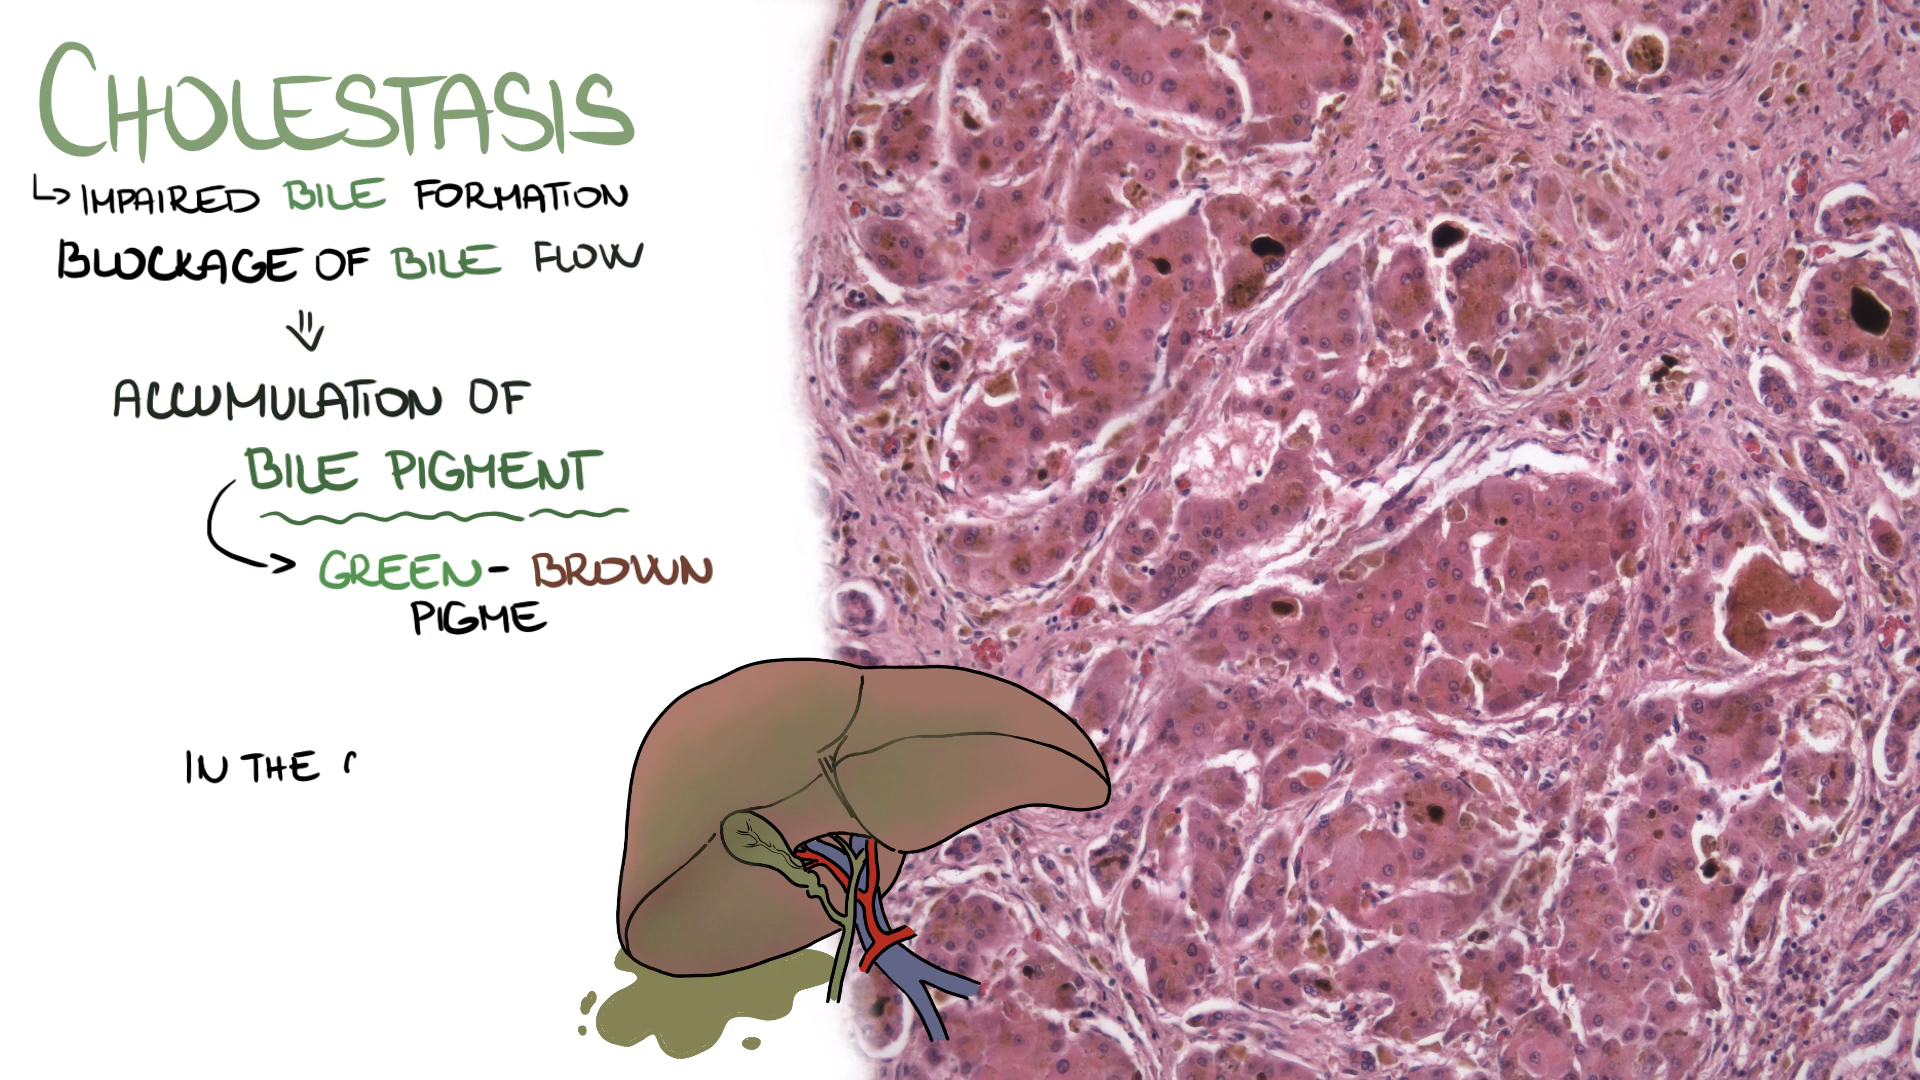 CHOLESTASIS
IMPAIRED BILE FORMATION
BLOCKAGE OF BILE FLOW
ACCUMULATION OF
BILE PIGMENT
GREEN-BROWN
PIGME
IN THE